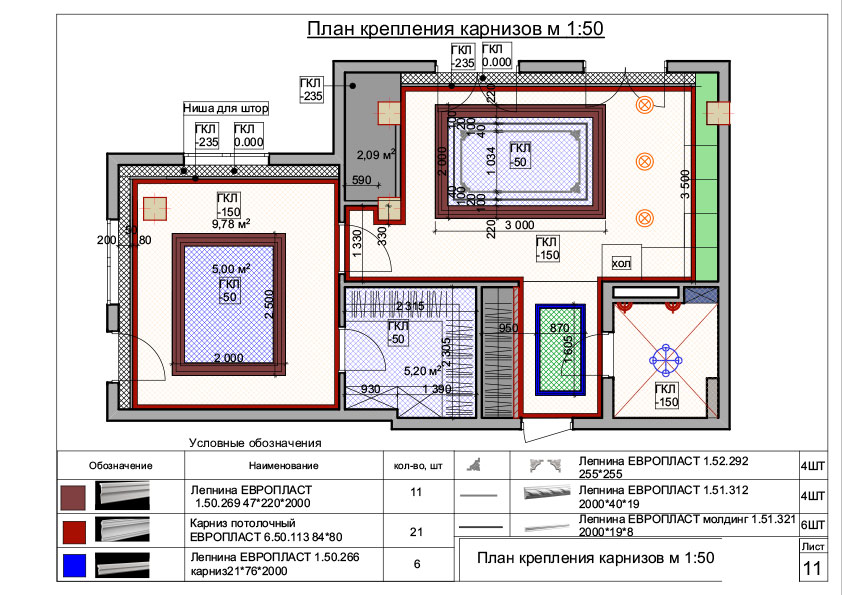 План крепления карнизов м 1:50
ГКЛ
-235
ГКЛ
0.000
ГКЛ
-235
Ниша для штор
ГКЛ
-235
ГКЛ
0.000
2,09 м²
590
220
100
20
100
40
2 000
1 034
ГКЛ
-50
40
100
20
100
3 000
220
3 500
ГКЛ
-150
9,78 м²
50
200
80
1 330
330
ГКЛ
-150
хол
5,00 м²
ГКЛ
-50
2 500
2 000
2 315
ГКЛ
-50
2 305
5,20 м²
930
1 390
950
870
1 605
ГКЛ
-150
Условные обозначения
Обозначение
Наименование
кол-во, шт
Лепнина ЕВРОПЛАСТ
1.50.269 47*220*2000
11
Карниз потолочный
ЕВРОПЛАСТ 6.50.113 84*80
21
Лепнина ЕВРОПЛАСТ 1.50.266
карниз21*76*2000
6
Лепнина ЕВРОПЛАСТ 1.52.292
255*255
4ШТ
Лепнина ЕВРОПЛАСТ 1.51.312
2000*40*19
4ШТ
Лепнина ЕВРОПЛАСТ молдинг 1.51.321
2000*19*8
6ШТ
План крепления карнизов м 1:50
Лист
11